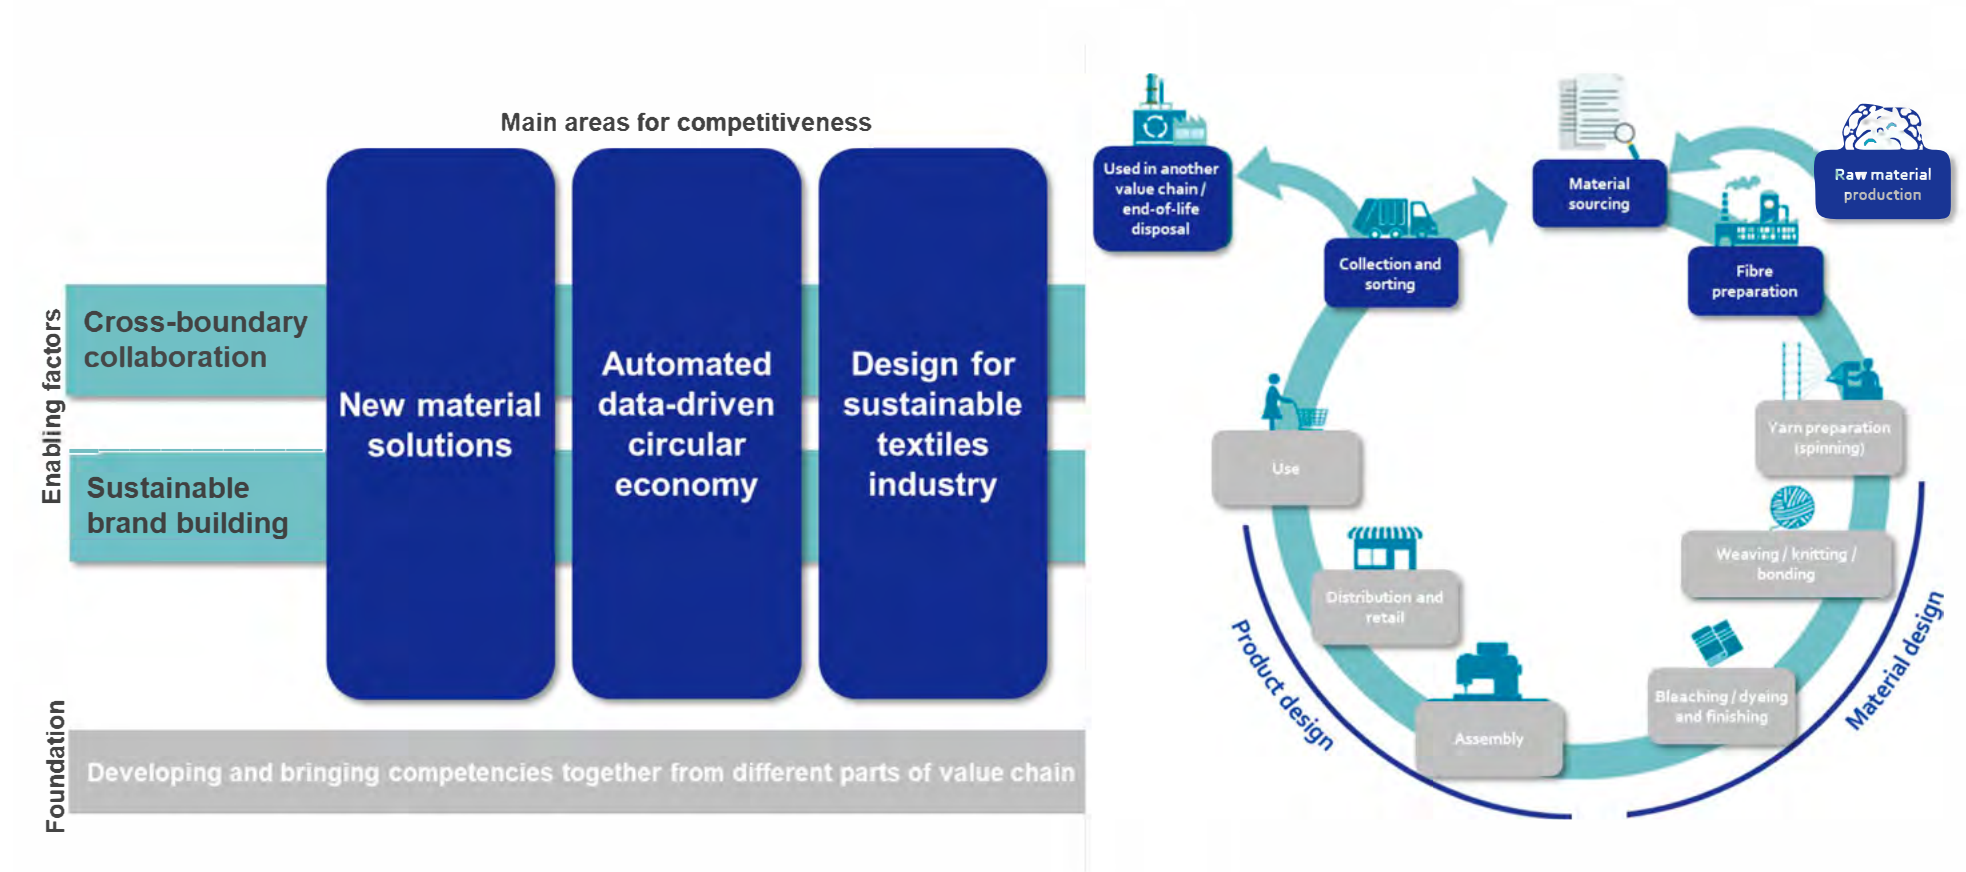 Main areas for competitiveness
Enabling factors
Cross-boundary
collaboration
Sustainable
brand building
New material
solutions
Automated
data-driven
circular
economy
Design for
sustainable
textiles
industry
Foundation
Developing and bringing competencies together from different parts of value chain
Used in another
value chain /
end-of-life
disposal
Collection and
sorting
Material
sourcing
Raw material
production
Fibre
preparation
Yarn preparation
(spinning)
Weaving / knitting /
bonding
Bleaching / dyeing
and finishing
Assembly
Distribution and
retail
Use
Product design
Material design